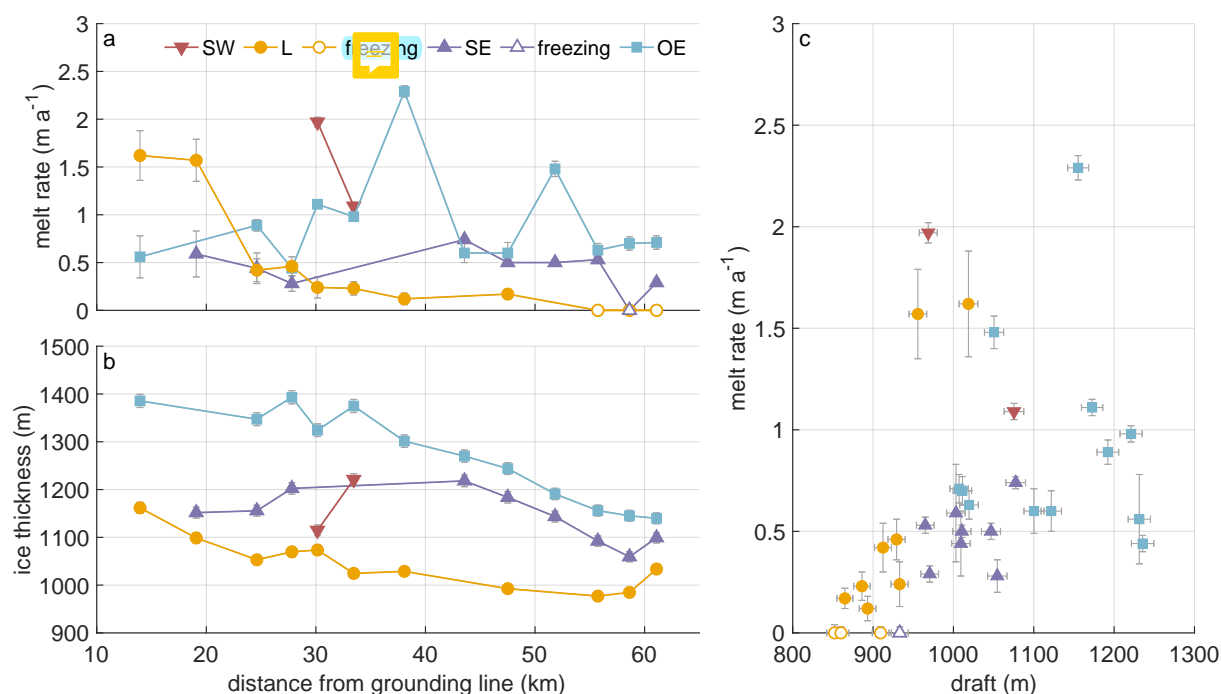 a
SW L freezing SE freezing OE
melt rate (m a⁻¹)
3
2.5
2
1.5
1
0.5
0
b
ice thickness (m)
1500
1400
1300
1200
1100
1000
900
10 20 30 40 50 60
distance from grounding line (km)
c
melt rate (m a⁻¹)
3
2.5
2
1.5
1
0.5
0
800 900 1000 1100 1200 1300
draft (m)